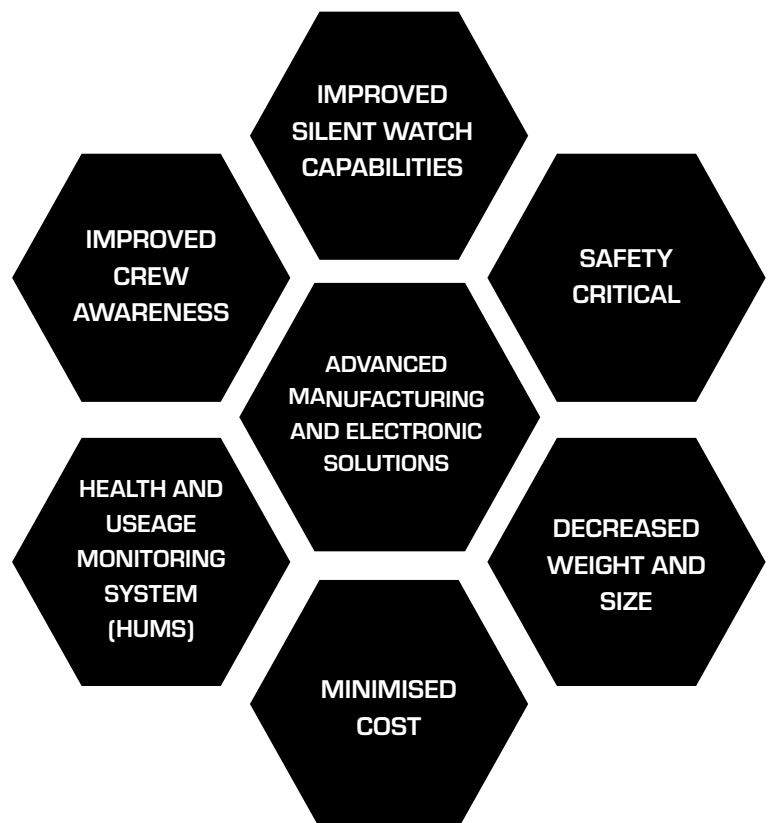 IMPROVED
SILENT WATCH
CAPABILITIES
IMPROVED
CREW
AWARENESS
SAFETY
CRITICAL
ADVANCED
MANUFACTURING
AND ELECTRONIC
SOLUTIONS
HEALTH AND
USEAGE
MONITORING
SYSTEM
(HUMS)
DECREASED
WEIGHT AND
SIZE
MINIMISED
COST